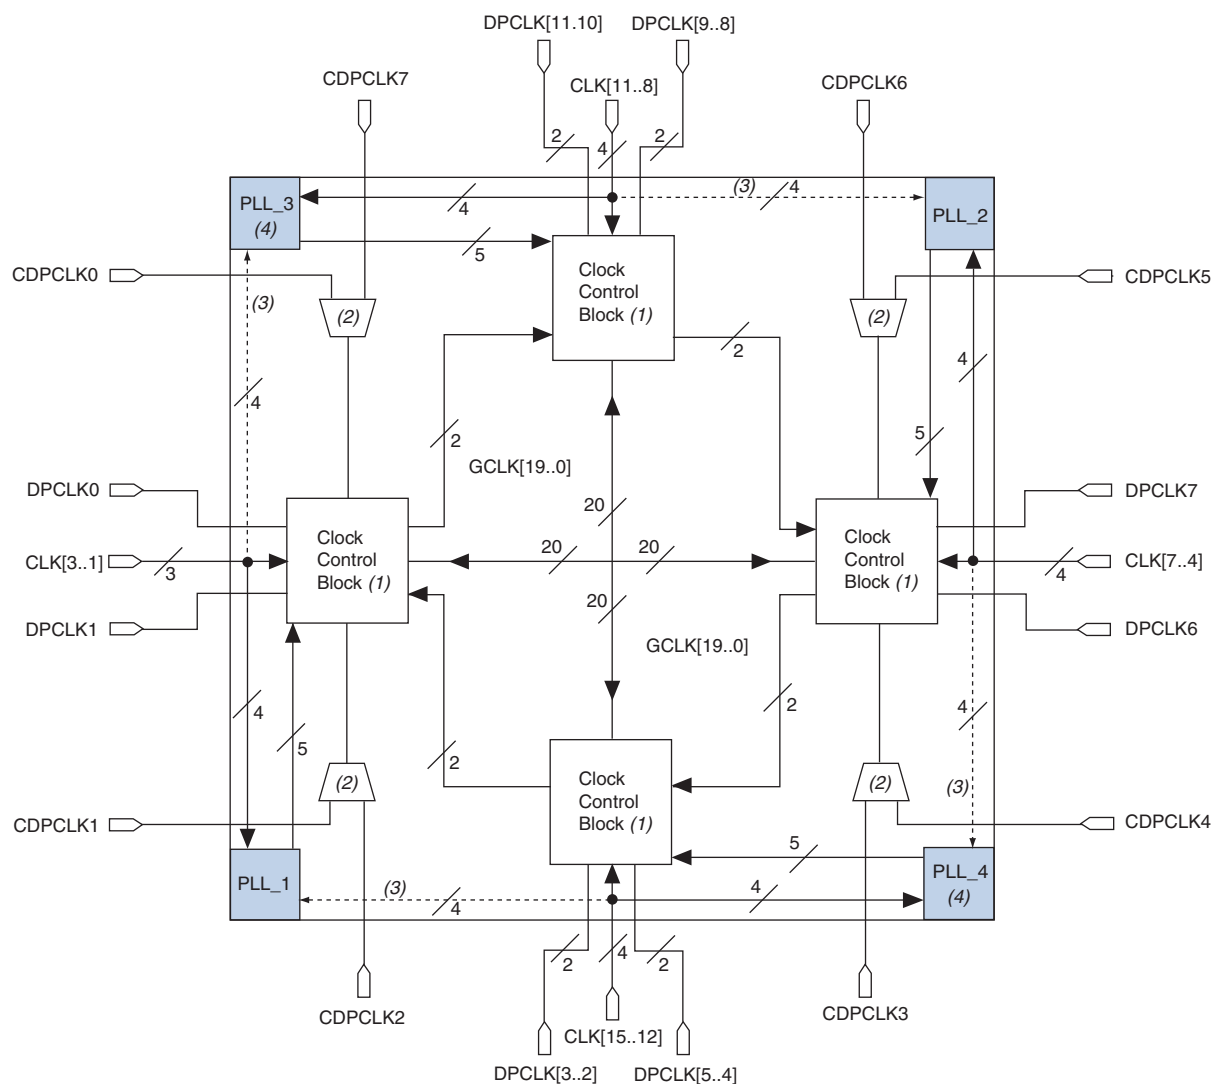 DPCLK[11.10]
DPCLK[9..8]
CDPCLK7
CLK[11..8]
CDPCLK6
2
4
2
PLL_3
(4)
4
(3)
4
PLL_2
5
CDPCLK0
(3)
(2)
Clock
Control
Block (1)
(2)
CDPCLK5
2
4
4
2
5
GCLK[19..0]
DPCLK0
20
DPCLK7
CLK[3..1]
3
Clock
Control
Block (1)
20
20
Clock
Control
Block (1)
4
CLK[7..4]
20
DPCLK1
DPCLK6
GCLK[19..0]
4
5
2
2
4
(2)
Clock
Control
Block (1)
(2)
(3)
CDPCLK1
CDPCLK4
5
PLL_1
(3)
4
4
PLL_4
(4)
2
4
2
CDPCLK2
CDPCLK3
CLK[15..12]
DPCLK[3..2]
DPCLK[5..4]